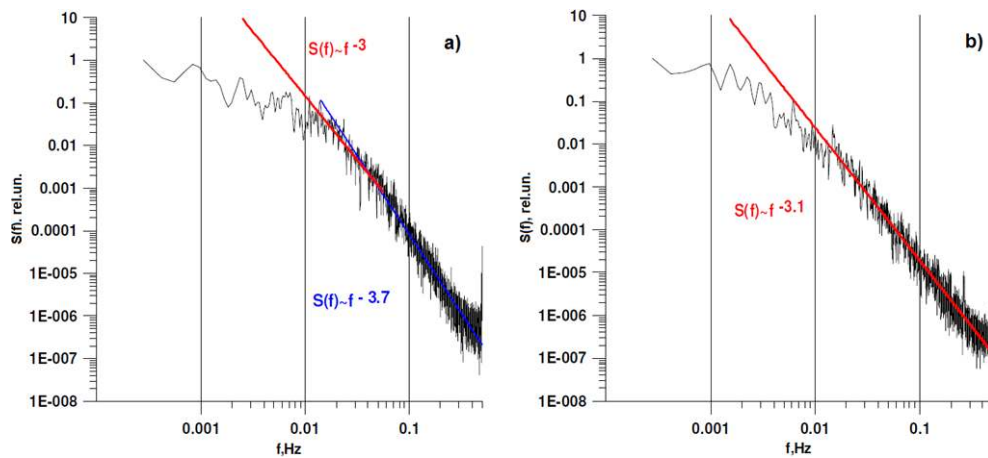 a)
10
1
0.1
0.01
0.001
0.0001
1E-005
1E-006
1E-007
1E-008
S(f), rel.un.
S(f)~f -3
S(f)~f - 3.7
0.001 0.01 0.1
f,Hz
b)
10
1
0.1
0.01
0.001
0.0001
1E-005
1E-006
1E-007
1E-008
S(f), rel.un.
S(f)~f -3.1
0.001 0.01 0.1
f,Hz